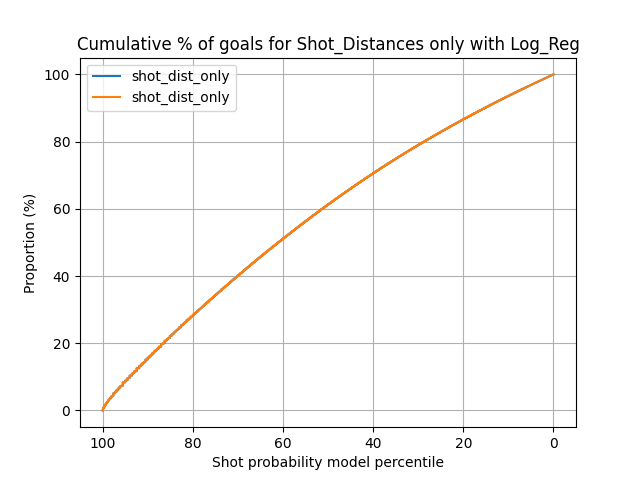 Cumulative % of goals for Shot_Distances only with Log_Reg
shot_dist_only
shot_dist_only
100
80
60
40
20
0
Proportion (%)
100 80 60 40 20 0
Shot probability model percentile